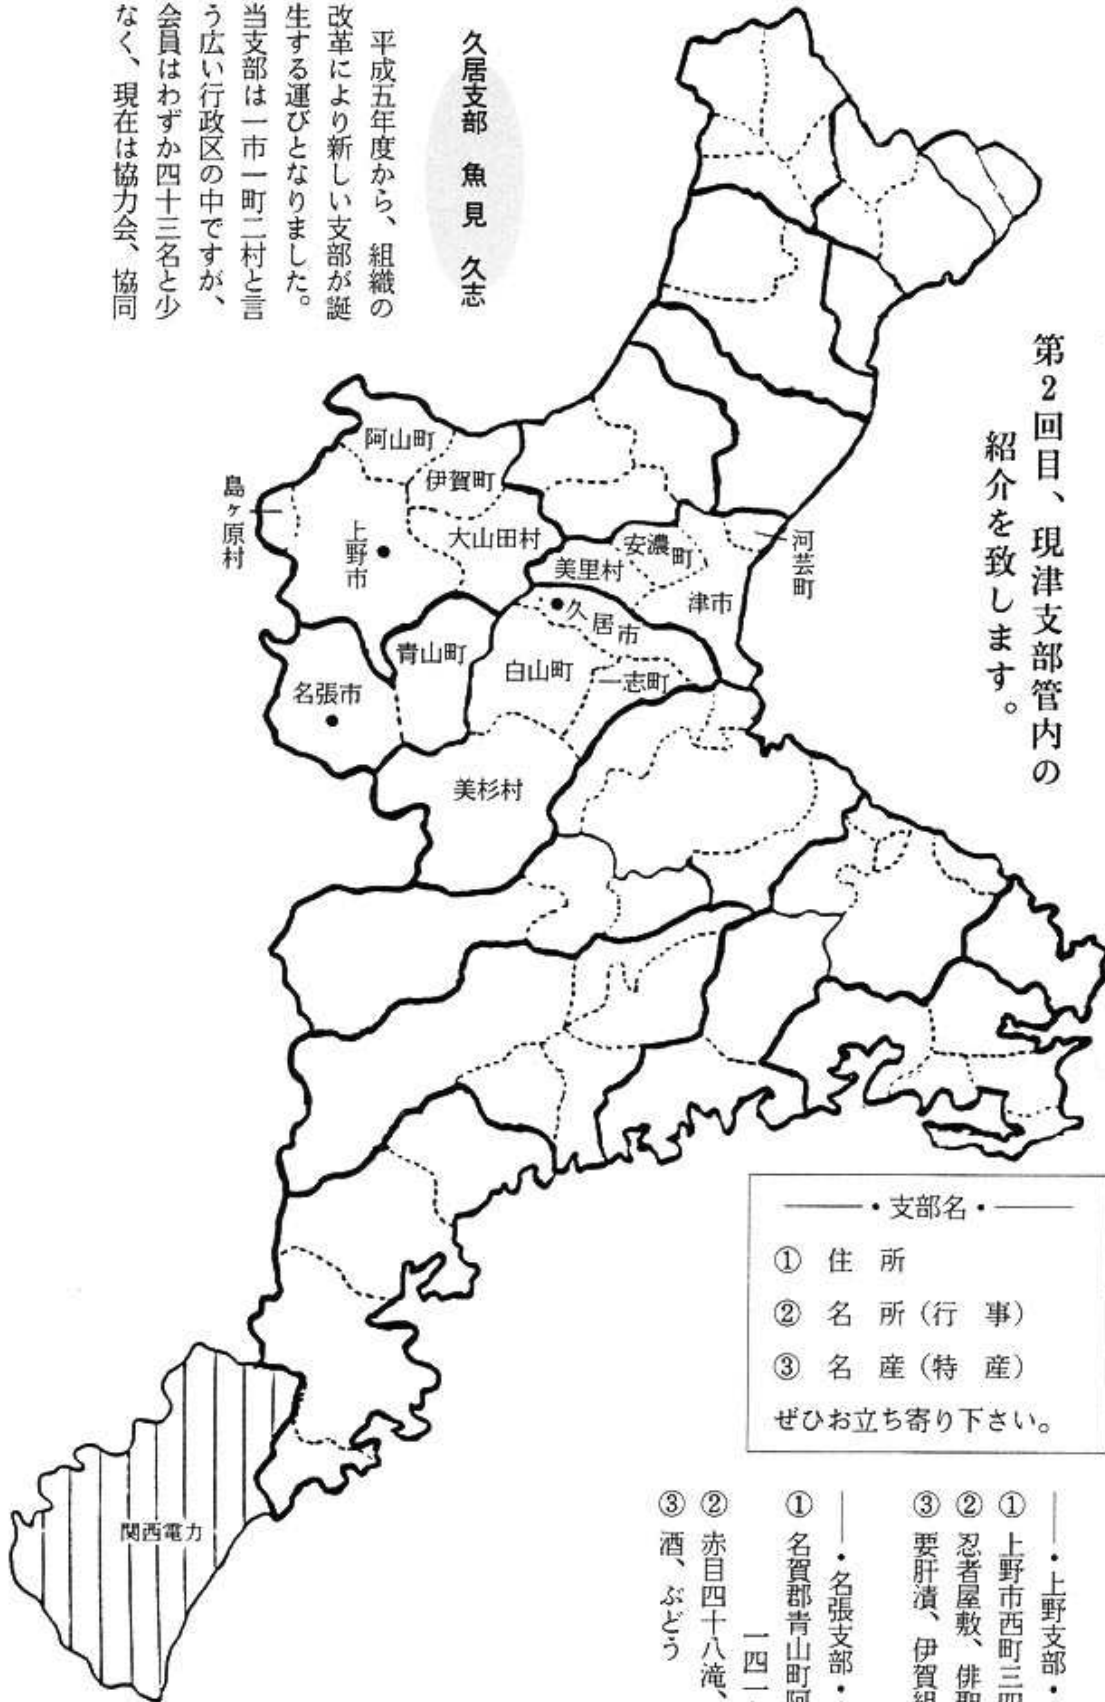 第2回目、現津支部管内の
紹介を致します。
久居支部 魚見 久志
平成五年度から、組織の
改革により新しい支部が誕
生する運びとなりました。
当支部は一市一町二村と言
う広い行政区の中ですが、
会員はわずか四十三名と少
なく、現在は協力会、協同
阿山町
伊賀町
島ヶ原村
上野市
大山田村
美里村
安濃町
河芸町
津市
久居市
青山町
白山町
一志町
名張市
美杉村
関西電力
・支部名・
① 住 所
② 名 所(行 事)
③ 名 産(特 産)
ぜひお立ち寄り下さい。
・上野支部・
① 上野市西町三四
② 忍者屋敷、俳聖
③ 要肝漬、伊賀組
・名張支部・
① 名賀郡青山町阿
一四一
② 赤目四十八滝、
③ 酒、ぶどう